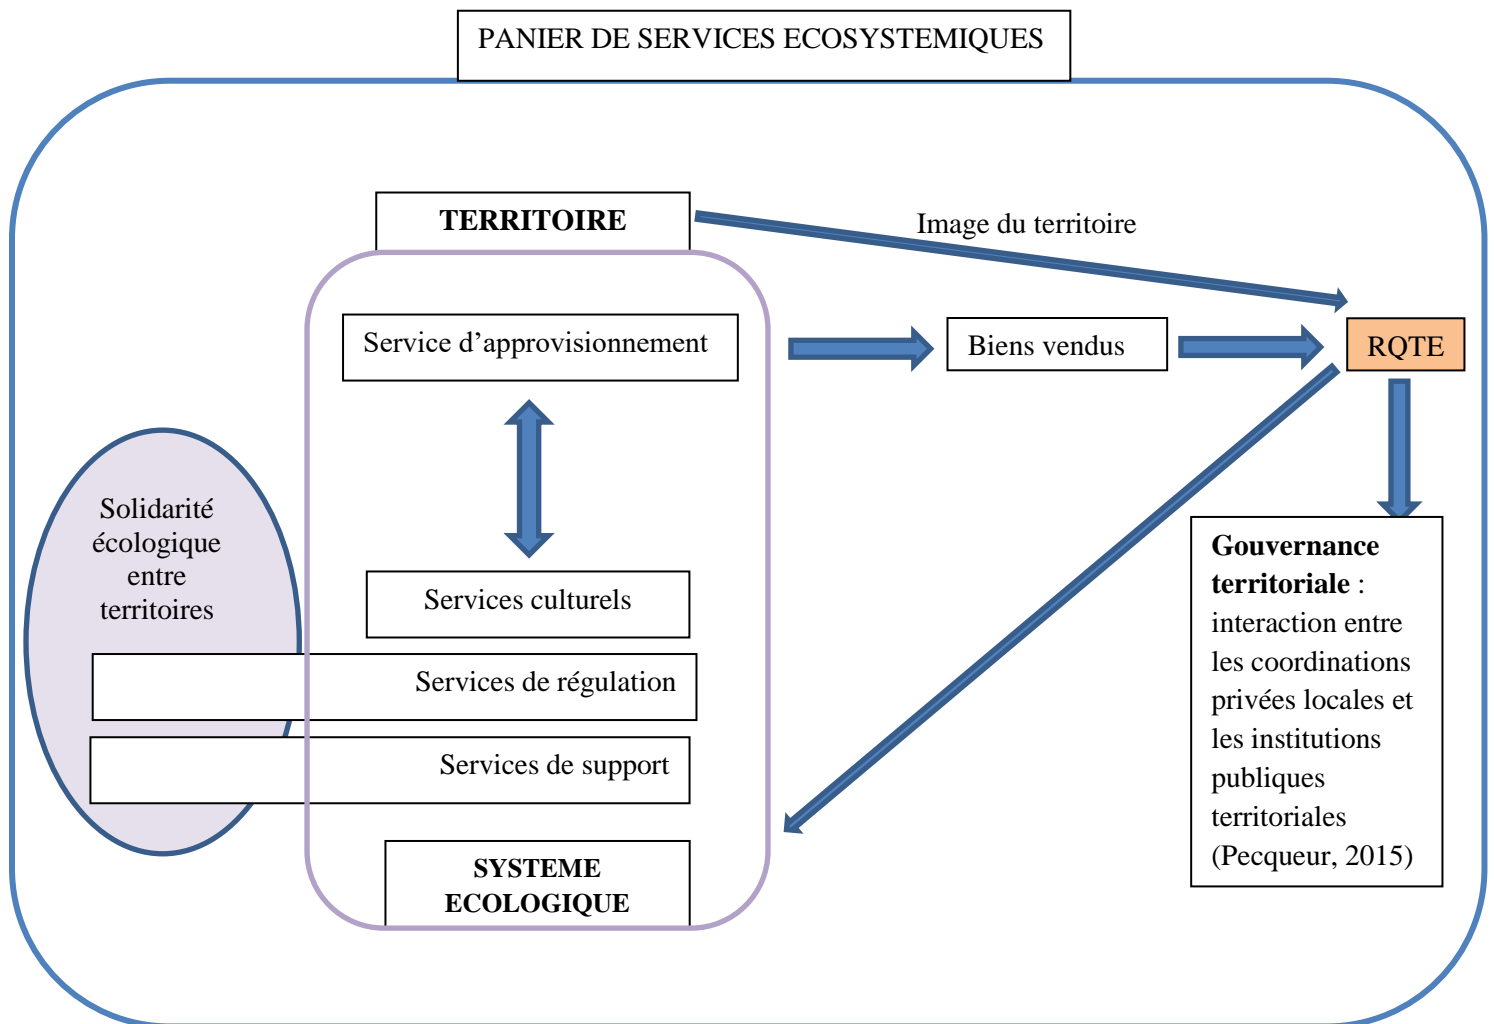 PANIER DE SERVICES ECOSYSTEMIQUES
TERRITOIRE
Image du territoire
Service d’approvisionnement
Biens vendus
RQTE
Solidarité
écologique
entre
territoires
Services culturels
Services de régulation
Services de support
SYSTEME
ECOLOGIQUE
Gouvernance
territoriale :
interaction entre
les coordinations
privées locales et
les institutions
publiques
territoriales
(Pecqueur, 2015)